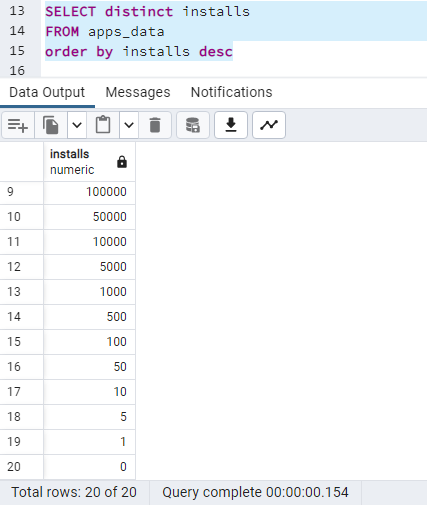 13 SELECT distinct installs
14 FROM apps_data
15 order by installs desc
16
Data Output Messages Notifications
installs
numeric
9 100000
10 50000
11 10000
12 5000
13 1000
14 500
15 100
16 50
17 10
18 5
19 1
20 0
Total rows: 20 of 20 Query complete 00:00:00.154